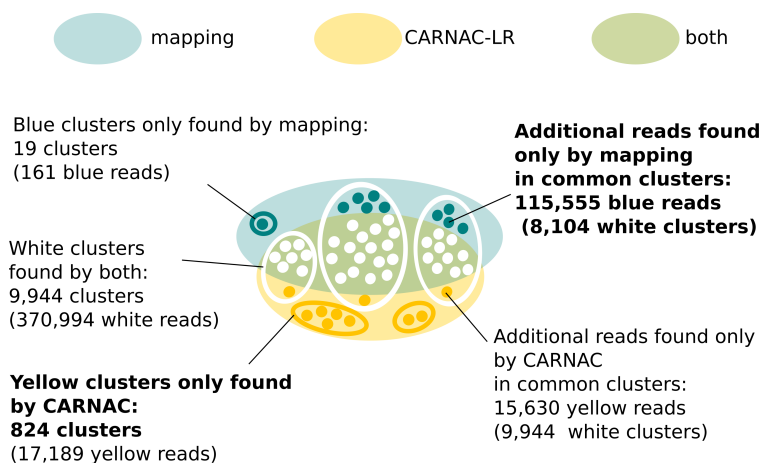 mapping
CARNAC-LR
both
Blue clusters only found by mapping:
19 clusters
(161 blue reads)
Additional reads found
only by mapping
in common clusters:
115,555 blue reads
(8,104 white clusters)
White clusters
found by both:
9,944 clusters
(370,994 white reads)
Additional reads found only
by CARNAC
in common clusters:
15,630 yellow reads
(9,944 white clusters)
Yellow clusters only found
by CARNAC:
824 clusters
(17,189 yellow reads)